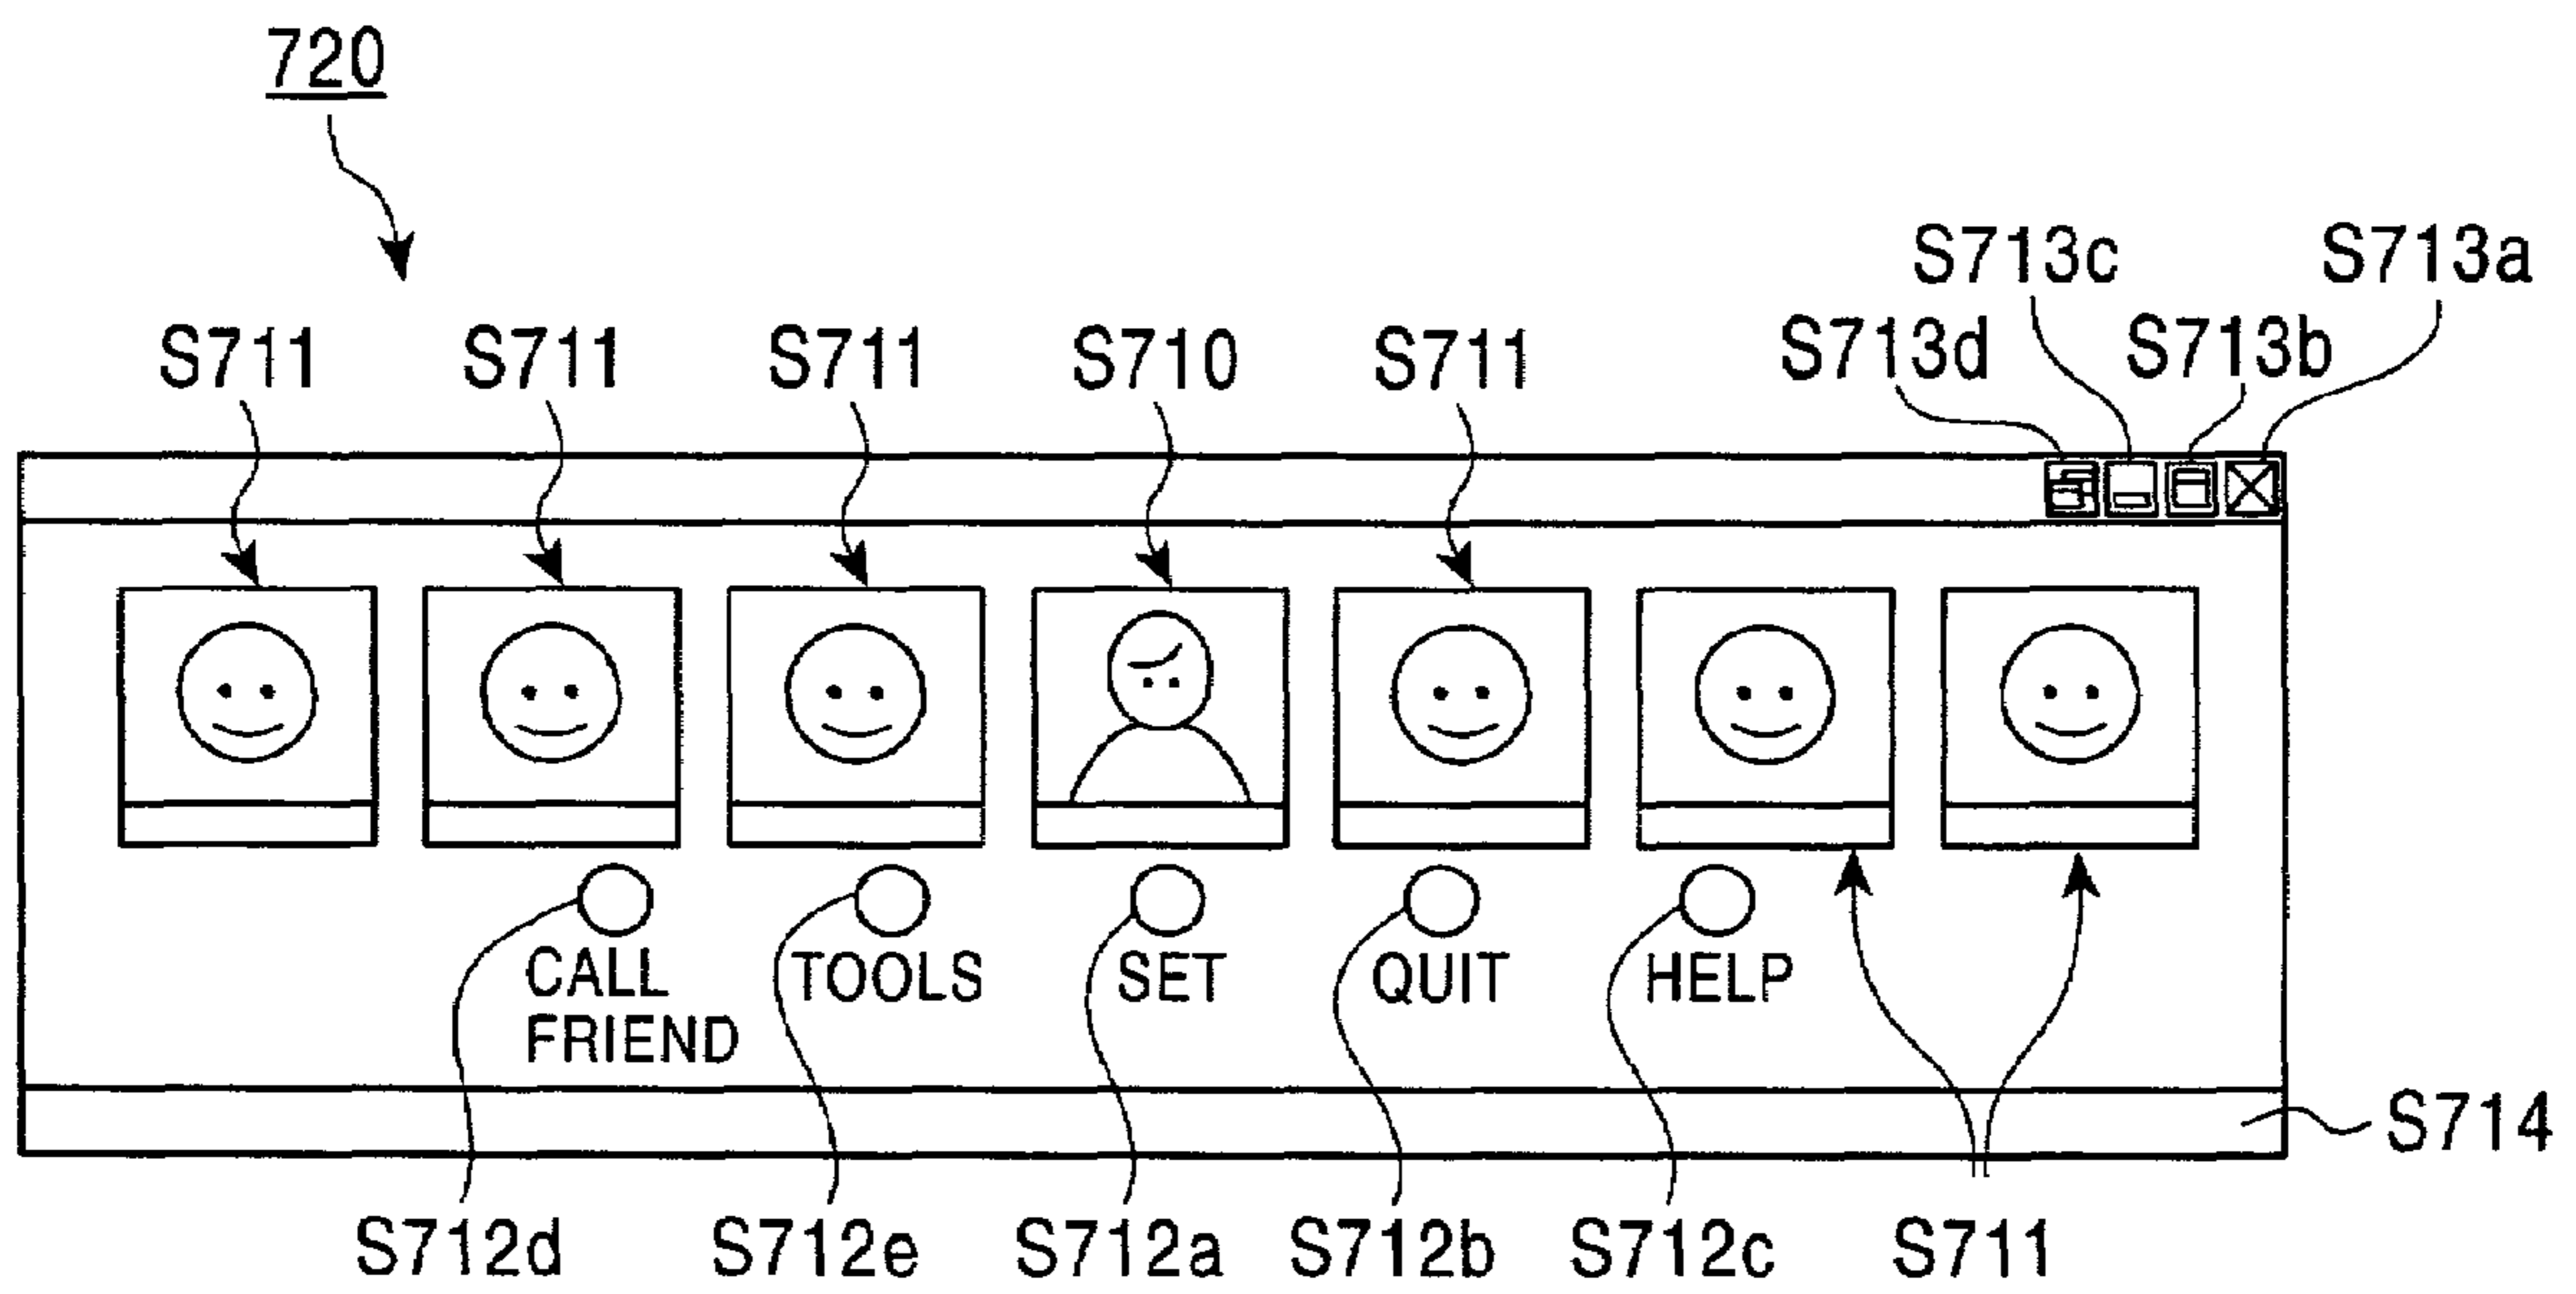 720
S713c S713a
S711 S711 S711 S710 S711 S713d S713b
CALL TOOLS SET QUIT HELP
FRIEND
S714
S712d S712e S712a S712b S712c S711